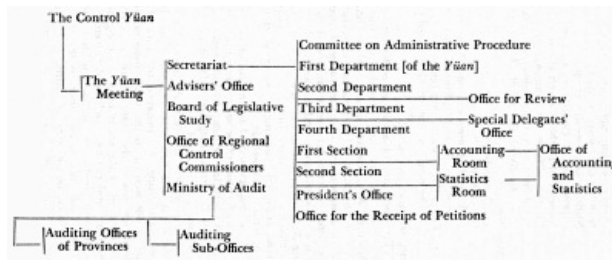 The Control Yüan
The Yüan
Meeting
Secretariat
Advisers' Office
Board of Legislative
Study
Office of Regional
Control
Commissioners
Ministry of Audit
Auditing Offices
of Provinces
Auditing
Sub-Offices
Committee on Administrative Procedure
First Department [of the Yüan]
Second Department
Third Department
Fourth Department
First Section
Second Section
President's Office
Office for the Receipt of Petitions
Office for Review
Special Delegates'
Office
Accounting
Room
Statistics
Room
Office of
Accounting
and
Statistics